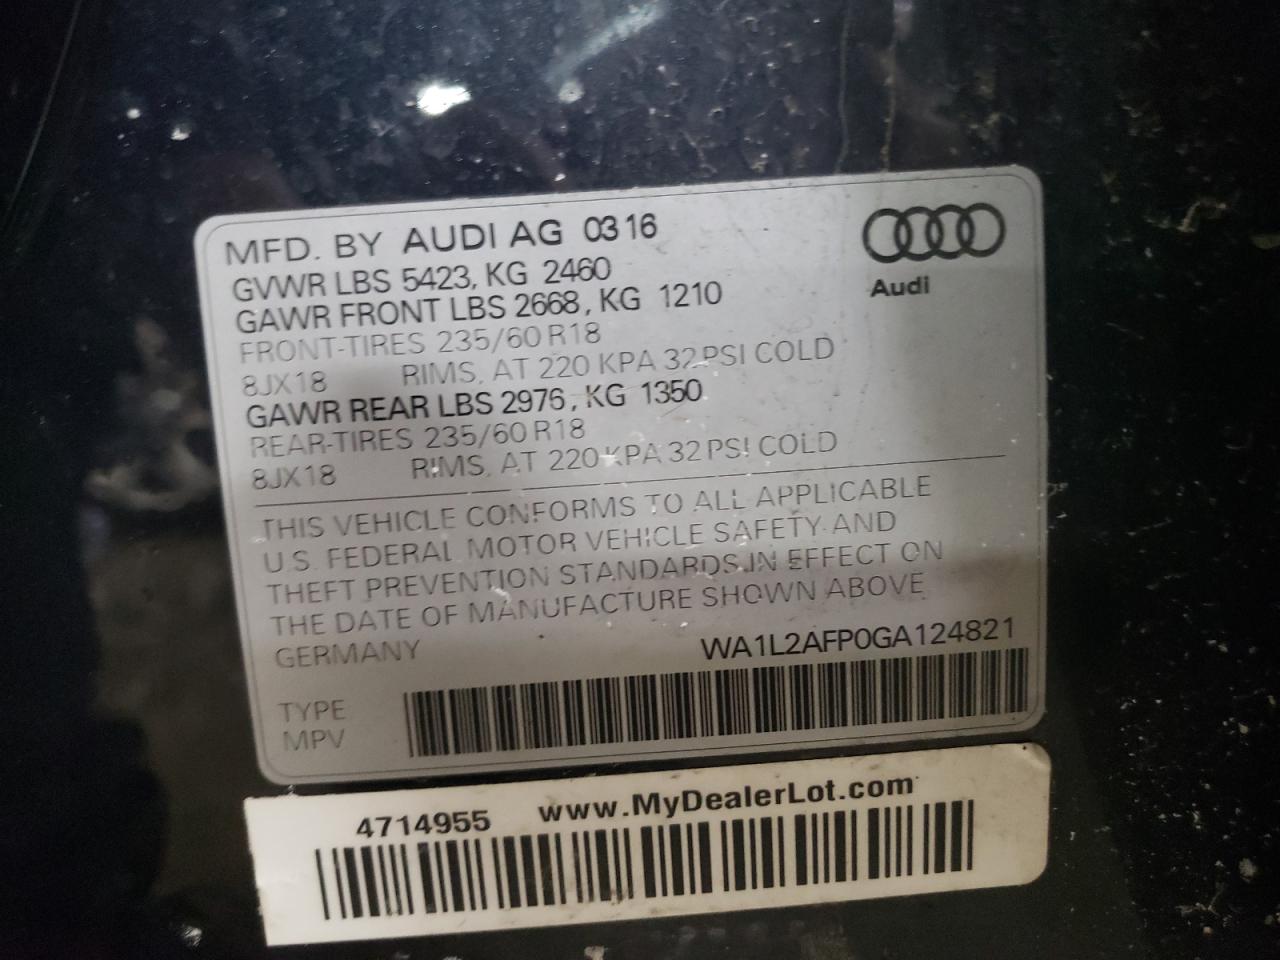 MFD. BY AUDI AG 03 16
GVWR LBS 5423, KG 2460
GAWR FRONT LBS 2668, KG 1210
FRONT-TIRES 235/60 R18
8JX18 RIMS, AT 220 KPA 32 PSI COLD
GAWR REAR LBS 2976, KG 1350
REAR-TIRES 235/60 R18
8JX18 RIMS, AT 220 KPA 32 PSI COLD
Audi
THIS VEHICLE CONFORMS TO ALL APPLICABLE
U.S. FEDERAL MOTOR VEHICLE SAFETY AND
THEFT PREVENTION STANDARDS IN EFFECT ON
THE DATE OF MANUFACTURE SHOWN ABOVE
GERMANY WA1L2AFP0GA124821
TYPE
MPV
4714955 www.MyDealerLot.com